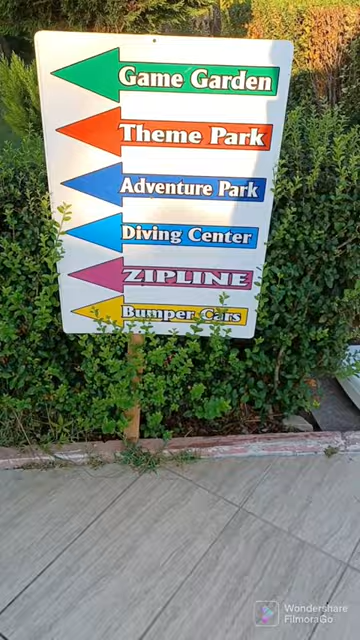 Game Garden
Theme Park
Adventure Park
Diving Center
ZIPLINE
Bumper Cars
Wondershare
FilmoraGo